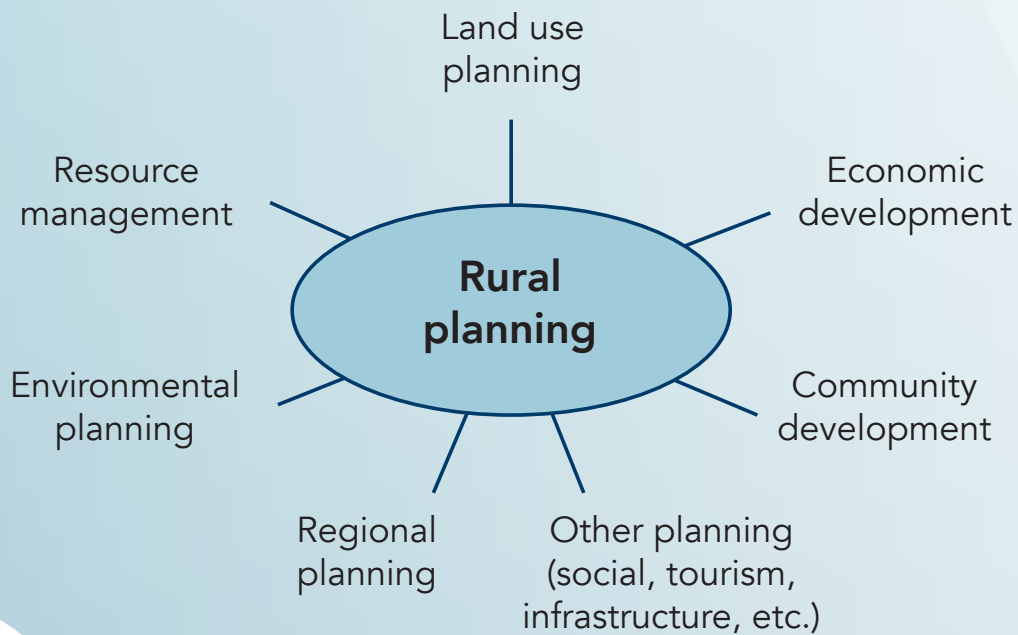 Land use
planning
Resource
management
Economic
development
Rural
planning
Environmental
planning
Community
development
Regional
planning
Other planning
(social, tourism,
infrastructure, etc.)